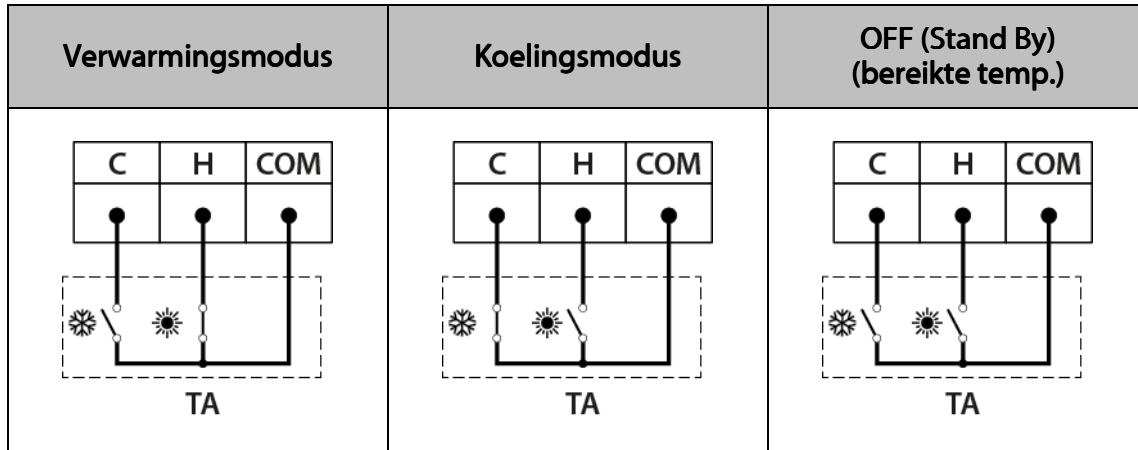 Verwarmingsmodus
Koelingsmodus
OFF (Stand By)
(bereikte temp.)
C H COM
TA
C H COM
TA
C H COM
TA